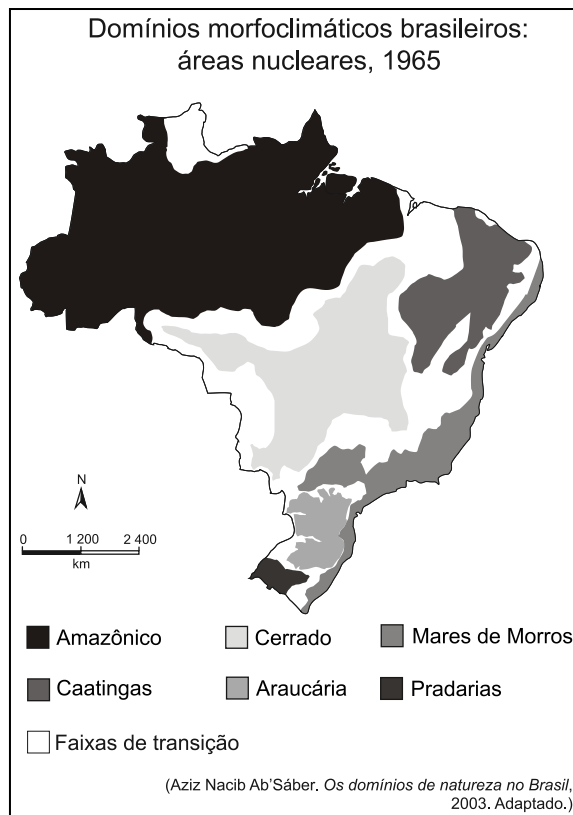 Domínios morfoclimáticos brasileiros:
áreas nucleares, 1965
N
0 1 200 2 400
km
Amazônico Cerrado Mares de Morros
Caatingas Araucária Pradarias
Faixas de transição
(Aziz Nacib Ab'Sáber. Os domínios de natureza no Brasil,
2003. Adaptado.)